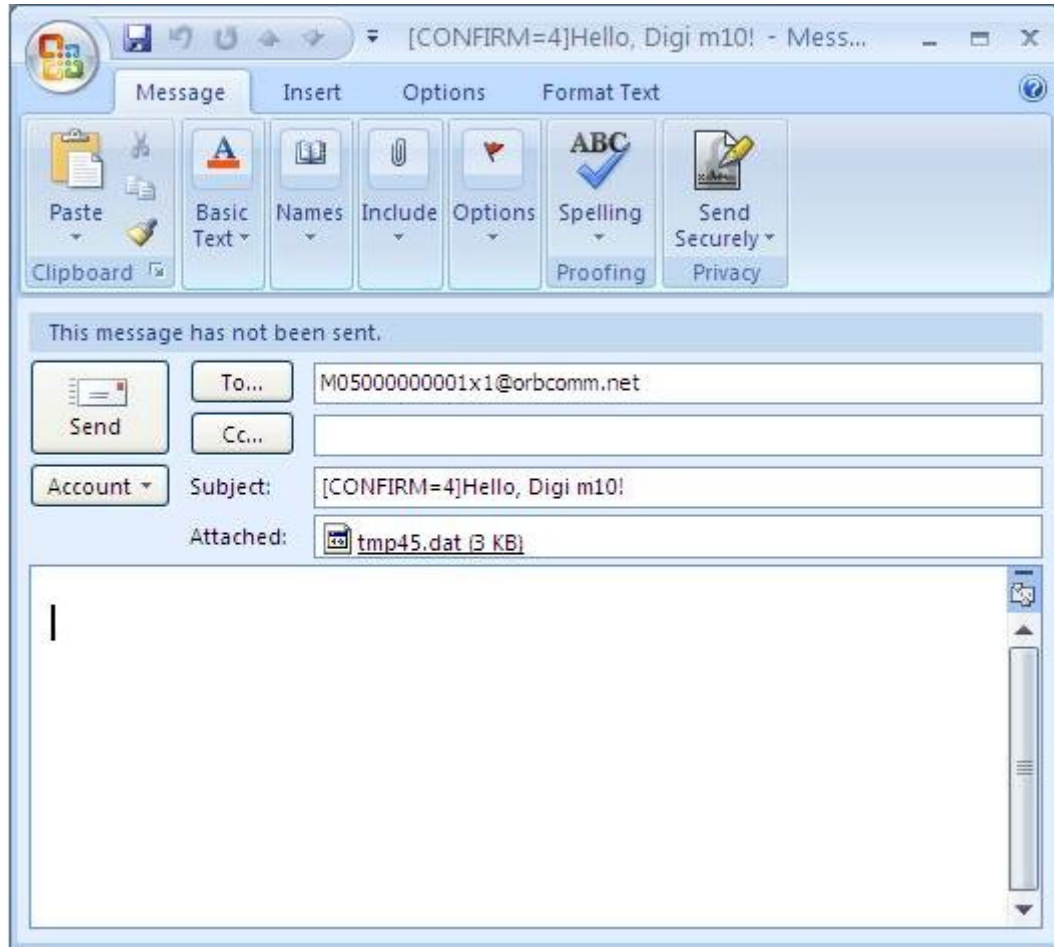 [CONFIRM=4]Hello, Digi m10! - Mess...
Message Insert Options Format Text
ABC
Paste Basic Text Names Include Options Spelling Send Securely
Clipboard Proofing Privacy
This message has not been sent.
Send
To... M05000000001x1@orbcomm.net
Cc...
Account Subject: [CONFIRM=4]Hello, Digi m10!
Attached: tmp45.dat (3 KB)